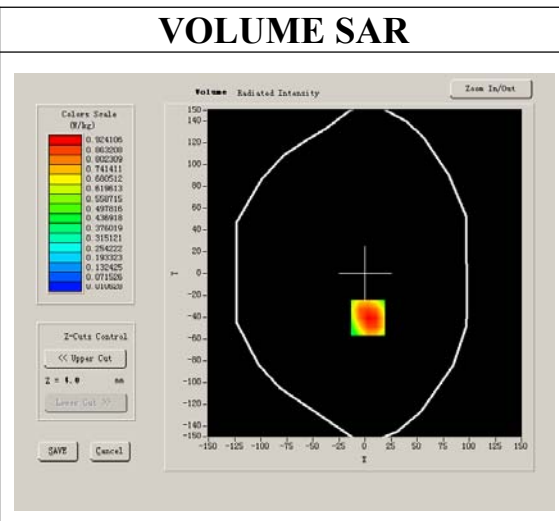 VOLUME SAR
Volume Radiated Intensity
Zoom In/Out
Colors Scale
(W/kg)
0.924106
0.863208
0.802309
0.741411
0.680512
0.619613
0.558715
0.497816
0.436918
0.376019
0.315121
0.254222
0.193323
0.132425
0.071526
0.010628
150
140
100
80
60
40
20
0
-20
-40
-60
-80
-100
-120
-140
-150
Y
-150 -125 -100 -75 -50 -25 0 25 50 75 100 125 150
X
Z-Cuts Control
<< Upper Cut
Z = 4.0 mm
Lower Cut >>
SAVE
Cancel